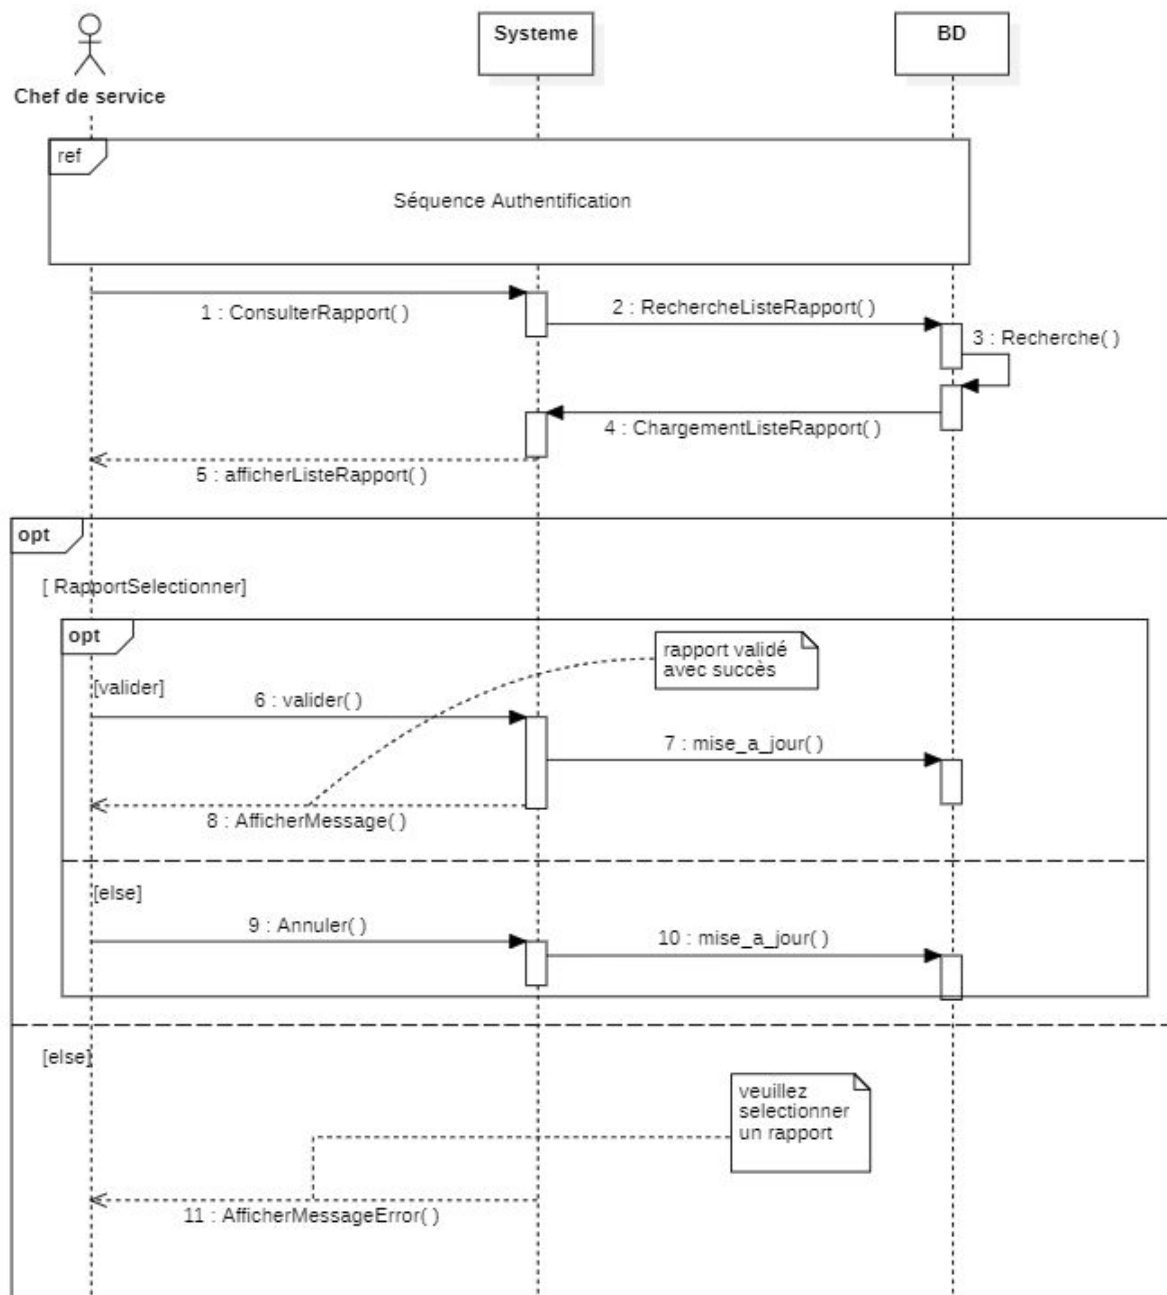 Systeme
BD
Chef de service
ref
Séquence Authentification
1 : ConsulterRapport( )
2 : RechercheListeRapport( )
3 : Recherche( )
4 : ChargementListeRapport( )
5 : afficherListeRapport( )
opt
[ RapportSelectionner]
opt
rapport validé
avec succès
[valider]
6 : valider( )
7 : mise_a_jour( )
8 : AfficherMessage( )
[else]
9 : Annuler( )
10 : mise_a_jour( )
[else]
veuillez
selectionner
un rapport
11 : AfficherMessageError( )